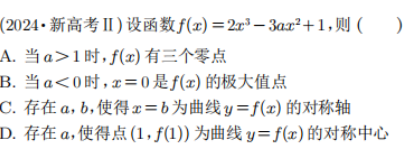 (2024·新高考Ⅱ)设函数f(x)=2x³-3ax²+1,则(  )
A. 当a>1时,f(x)有三个零点
B. 当a<0时,x=0是f(x)的极大值点
C. 存在a,b,使得x=b为曲线y=f(x)的对称轴
D. 存在a,使得点(1,f(1))为曲线y=f(x)的对称中心